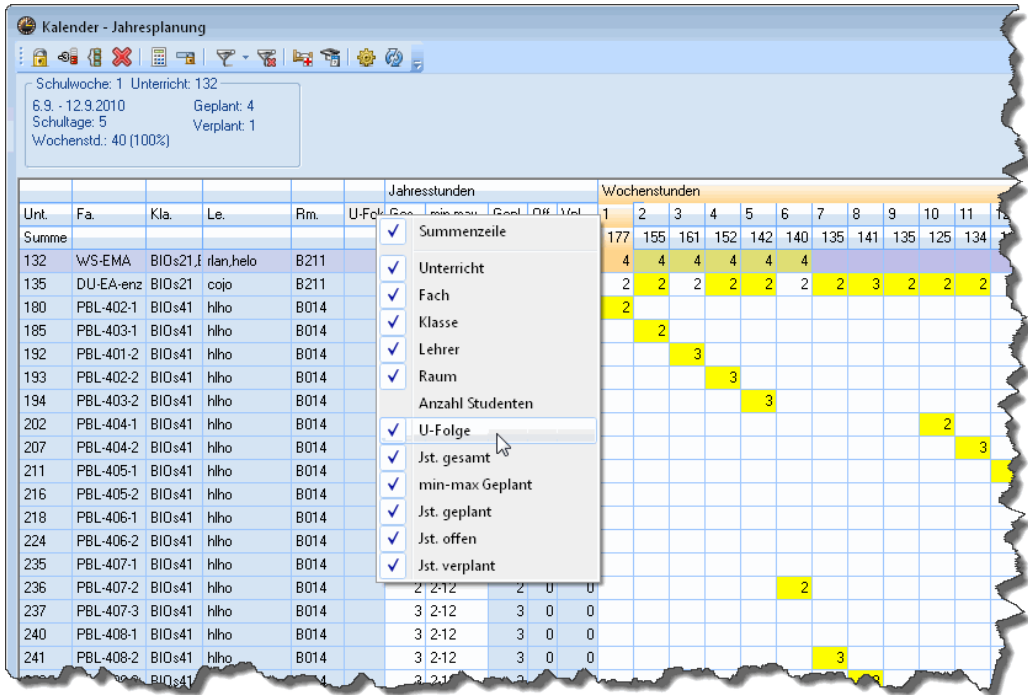 Kalender - Jahresplanung
Schulwoche: 1 Unterricht: 132
6.9. - 12.9.2010 Geplant: 4
Schultage: 5 Verplant: 1
Wochenstd.: 40 (100%)
Jahresstunden Wochenstunden
Unt. Fa. Kla. Le. Rm. 1 2 3 4 5 6 7 8 9 10 11
Summe 177 155 161 152 142 140 135 141 135 125 134
132 WS-EMA BIOs21,E rlan,helo B211 4 4 4 4 4 4
135 DU-EA-enz BIOs21 cojo B211 2 2 2 2 2 2 2 3 2 2 2
180 PBL-402-1 BIOs41 hlho B014 2
185 PBL-403-1 BIOs41 hlho B014 2
192 PBL-401-2 BIOs41 hlho B014 3
193 PBL-402-2 BIOs41 hlho B014 3
194 PBL-403-2 BIOs41 hlho B014 3
202 PBL-404-1 BIOs41 hlho B014 2
207 PBL-404-2 BIOs41 hlho B014 3
211 PBL-405-1 BIOs41 hlho B014
216 PBL-405-2 BIOs41 hlho B014
218 PBL-406-1 BIOs41 hlho B014
224 PBL-406-2 BIOs41 hlho B014
235 PBL-407-1 BIOs41 hlho B014
236 PBL-407-2 BIOs41 hlho B014 2 2-12 2 0 0 2
237 PBL-407-3 BIOs41 hlho B014 3 2-12 3 0 0
240 PBL-408-1 BIOs41 hlho B014 3 2-12 3 0 0
241 PBL-408-2 BIOs41 hlho B014 3 2-12 3 0 0 3
Summenzeile
Unterricht
Fach
Klasse
Lehrer
Raum
Anzahl Studenten
U-Folge
Jst. gesamt
min-max Geplant
Jst. geplant
Jst. offen
Jst. verplant